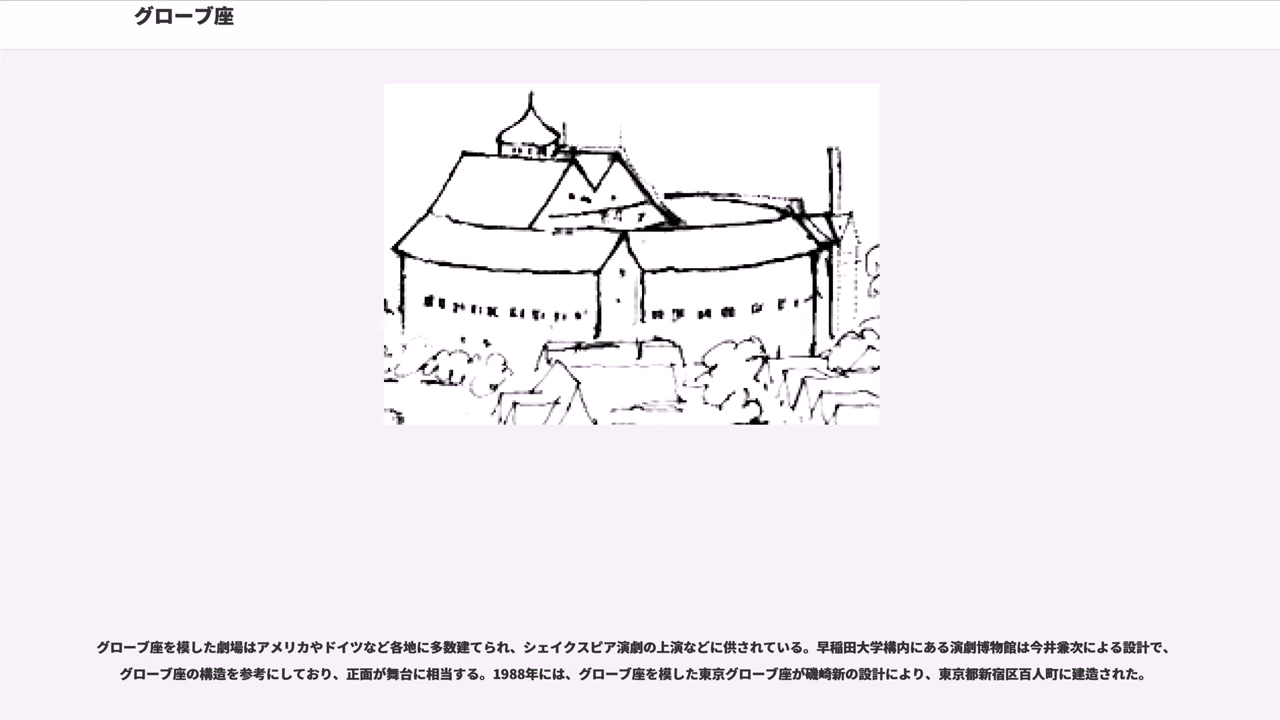 グローブ座
グローブ座を模した劇場はアメリカやドイツなど各地に多数建てられ、シェイクスピア演劇の上演などに供されている。早稲田大学構内にある演劇博物館は今井兼次による設計で、
グローブ座の構造を参考にしており、正面が舞台に相当する。1988年には、グローブ座を模した東京グローブ座が磯崎新の設計により、東京都新宿区百人町に建造された。